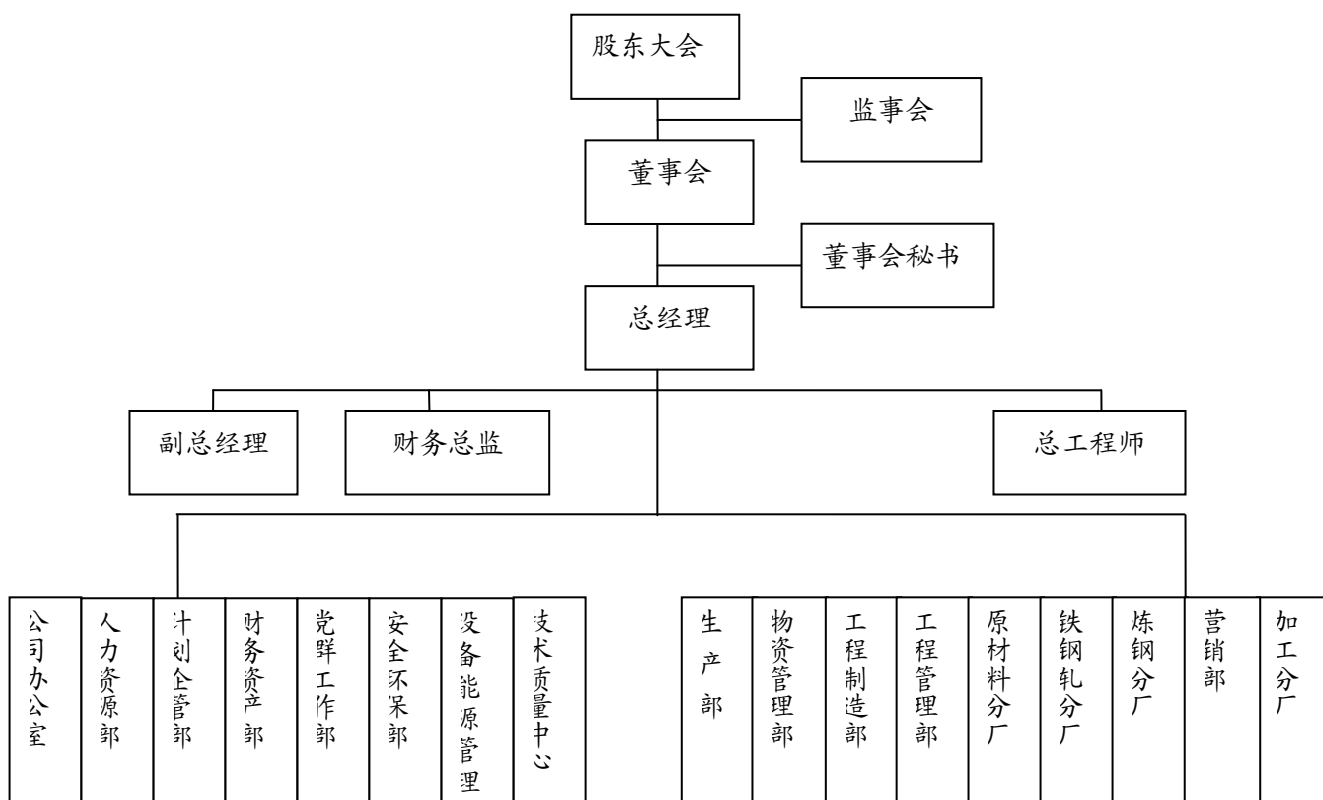 股东大会
监事会
董事会
董事会秘书
总经理
副总经理
财务总监
总工程师
公司办公室
人力资源部
计划企管部
财务资产部
党群工作部
安全环保部
设备能源管理
技术质量中心
生产部
物资管理部
工程制造部
工程管理部
原材料分厂
铁钢轧分厂
炼钢分厂
营销部
加工分厂